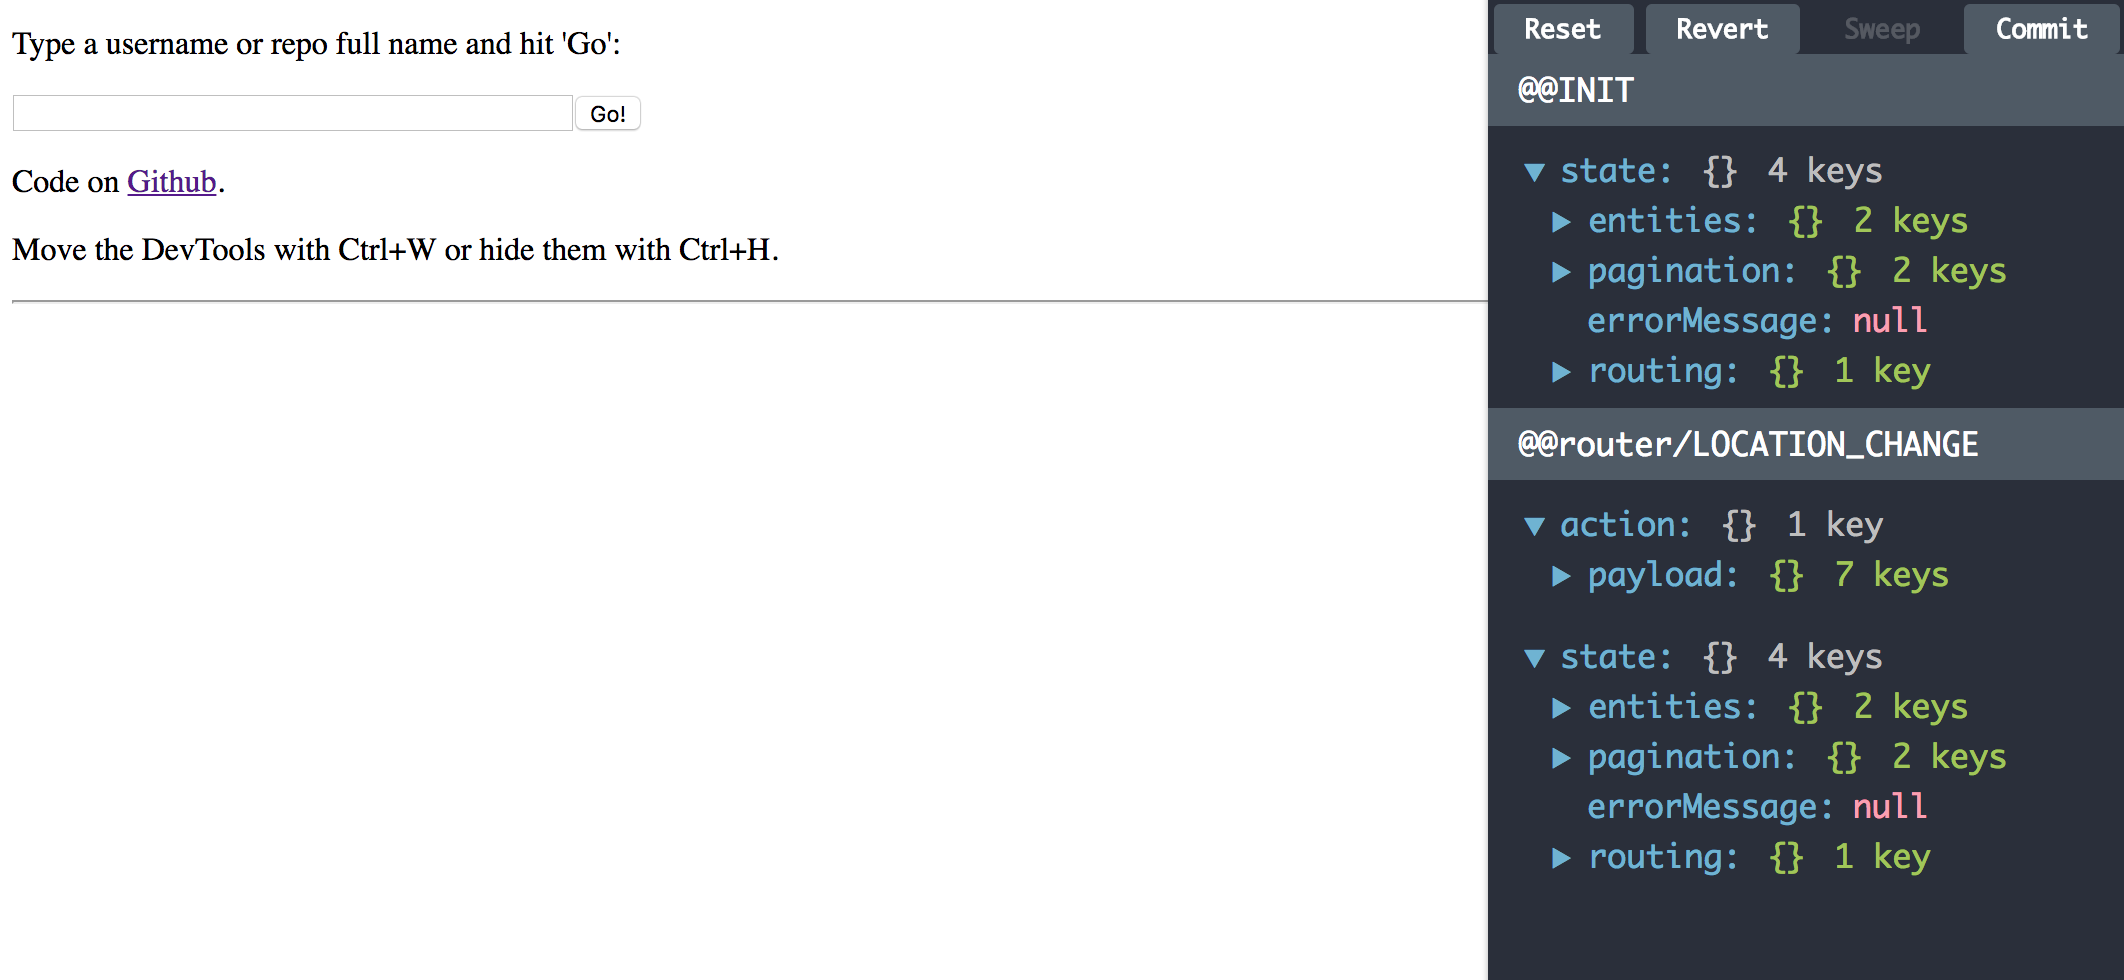 Type a username or repo full name and hit 'Go':
Go!
Code on Github.
Move the DevTools with Ctrl+W or hide them with Ctrl+H.
Reset Revert Sweep Commit
@@INIT
▼ state: {} 4 keys
▶ entities: {} 2 keys
▶ pagination: {} 2 keys
errorMessage: null
▶ routing: {} 1 key
@@router/LOCATION_CHANGE
▼ action: {} 1 key
▶ payload: {} 7 keys
▼ state: {} 4 keys
▶ entities: {} 2 keys
▶ pagination: {} 2 keys
errorMessage: null
▶ routing: {} 1 key